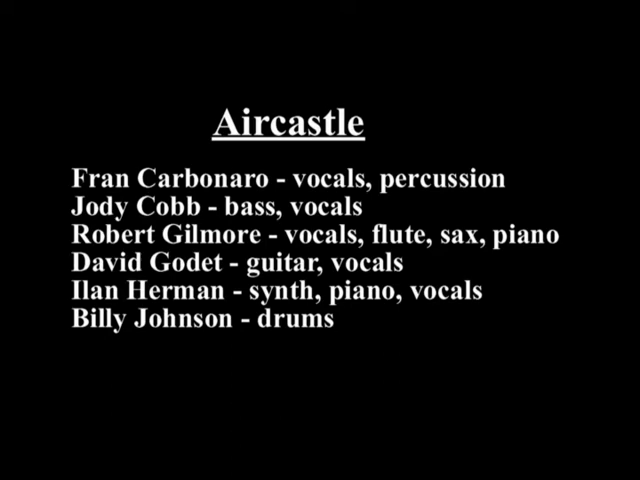 Aircastle
Fran Carbonaro - vocals, percussion
Jody Cobb - bass, vocals
Robert Gilmore - vocals, flute, sax, piano
David Godet - guitar, vocals
Ilan Herman - synth, piano, vocals
Billy Johnson - drums